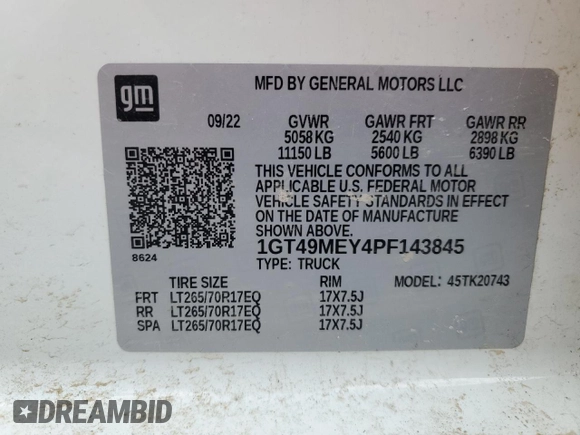 gm
MFD BY GENERAL MOTORS LLC
09/22 GVWR GAWR FRT GAWR RR
5058 KG 2540 KG 2898 KG
11150 LB 5600 LB 6390 LB
THIS VEHICLE CONFORMS TO ALL
APPLICABLE U.S. FEDERAL MOTOR
VEHICLE SAFETY STANDARDS IN EFFECT
ON THE DATE OF MANUFACTURE
SHOWN ABOVE.
8624 1GT49MEY4PF143845
TYPE: TRUCK MODEL: 45TK20743
TIRE SIZE RIM
FRT LT265/70R17EQ 17X7.5J
RR LT265/70R17EQ 17X7.5J
SPA LT265/70R17EQ 17X7.5J
DREAMBID